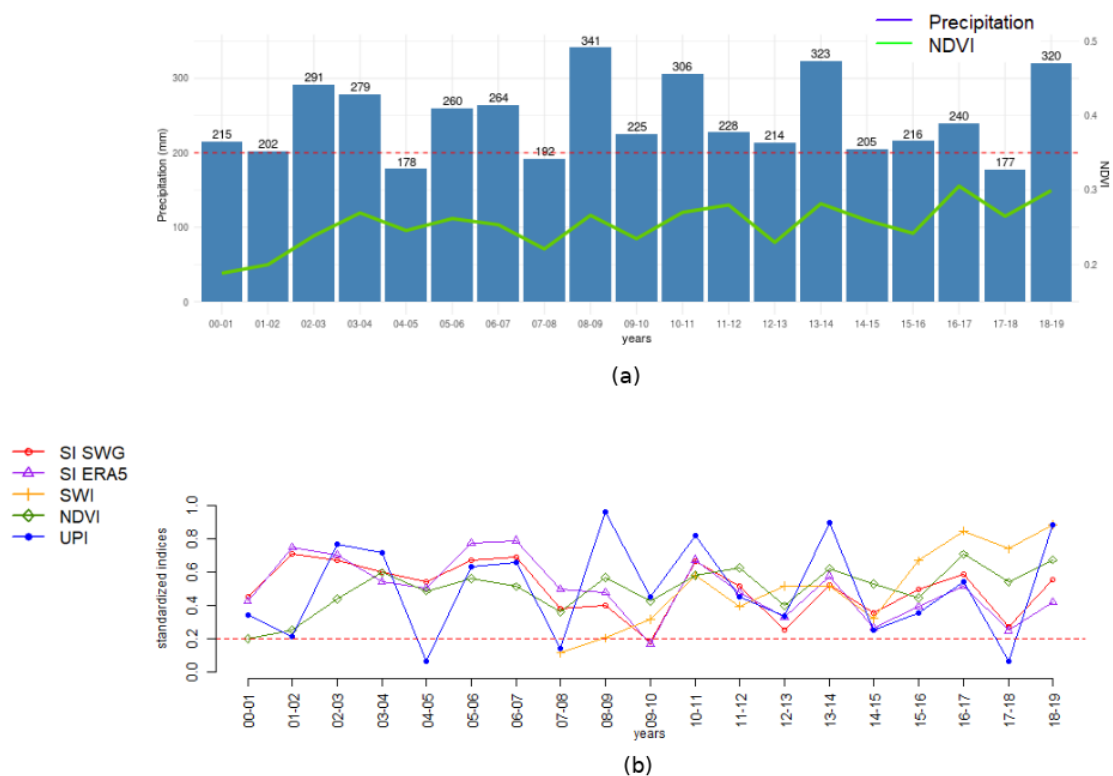 (a)
Precipitation
NDVI
Precipitation (mm)
300
200
100
0
215
202
291
279
178
260
264
192
341
225
306
228
214
323
205
216
240
177
320
0.5
0.4
0.3
0.2
NDVI
00-01 01-02 02-03 03-04 04-05 05-06 06-07 07-08 08-09 09-10 10-11 11-12 12-13 13-14 14-15 15-16 16-17 17-18 18-19
years
(a)
SI SWG
SI ERA5
SWI
NDVI
UPI
standardized indices
1.0
0.8
0.6
0.4
0.2
0.0
00-01 01-02 02-03 03-04 04-05 05-06 06-07 07-08 08-09 09-10 10-11 11-12 12-13 13-14 14-15 15-16 16-17 17-18 18-19
years
(b)